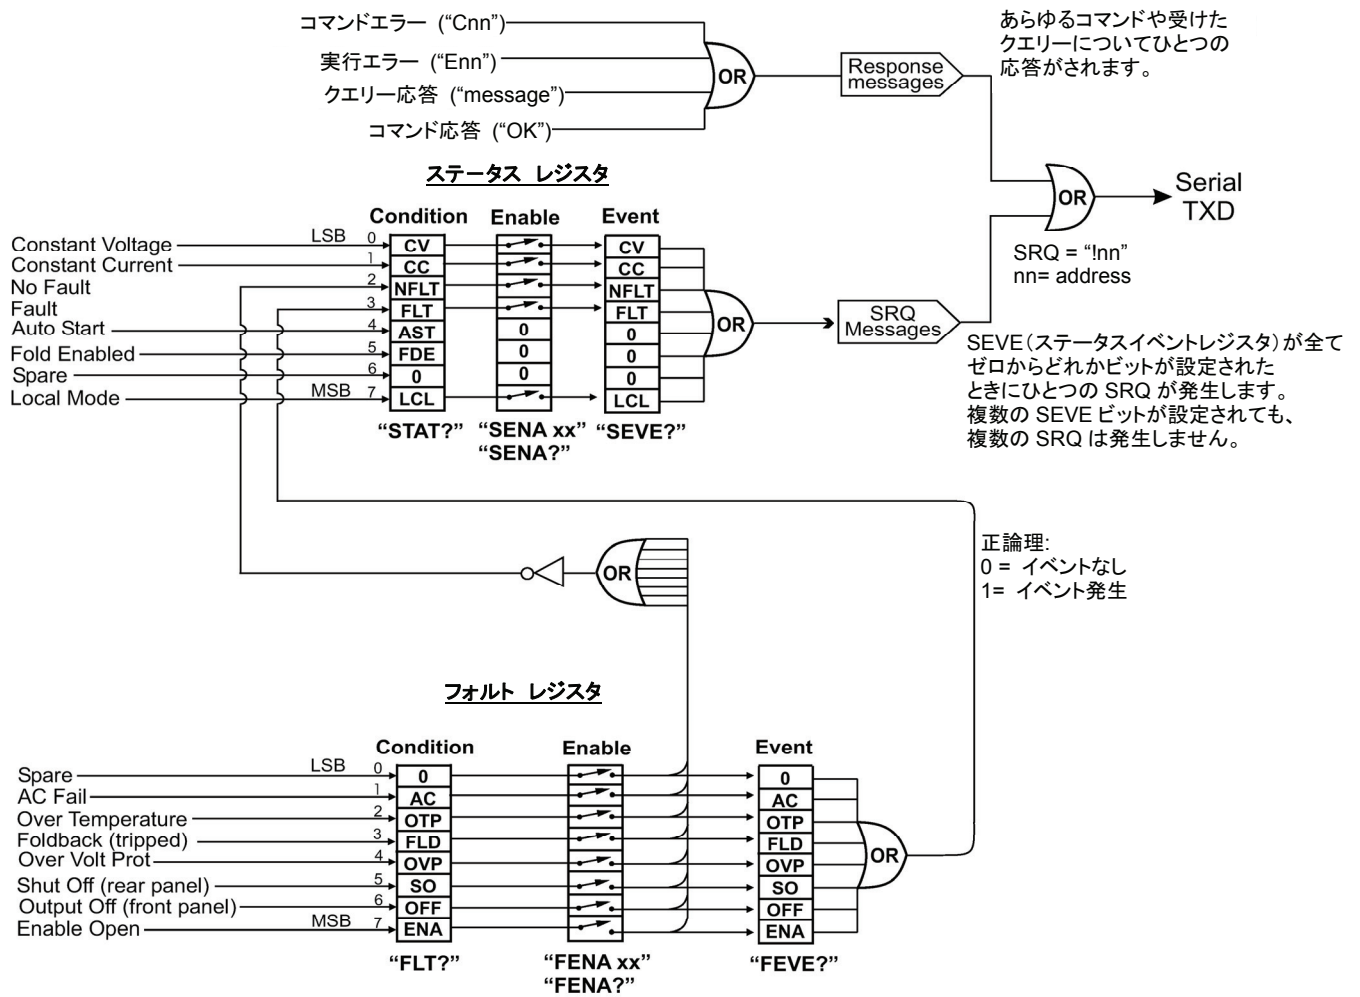 コマンドエラー (“Cnn”)
実行エラー (“Enn”)
クエリー応答 (“message”)
コマンド応答 (“OK”)
OR
Response
messages
あらゆるコマンドや受けた
クエリーについてひとつの
応答がされます。
OR
Serial
TXD
SRQ = “!nn”
nn= address
ステータス レジスタ
Condition Enable Event
Constant Voltage LSB 0 CV CV
Constant Current 1 CC CC
No Fault 2 NFLT NFLT
Fault 3 FLT FLT
Auto Start 4 AST 0 0
Fold Enabled 5 FDE 0 0
Spare 6 0 0 0
Local Mode MSB 7 LCL LCL
“STAT?” “SENA xx” “SEVE?”
“SENA?”
OR
SRQ
Messages
SEVE(ステータスイベントレジスタ)が全て
ゼロからどれかビットが設定された
ときにひとつの SRQ が発生します。
複数の SEVE ビットが設定されても、
複数の SRQ は発生しません。
OR
正論理:
0 = イベントなし
1= イベント発生
フォルト レジスタ
Condition Enable Event
Spare LSB 0 0 0
AC Fail 1 AC AC
Over Temperature 2 OTP OTP
Foldback (tripped) 3 FLD FLD
Over Volt Prot 4 OVP OVP
Shut Off (rear panel) 5 SO SO
Output Off (front panel) 6 OFF OFF
Enable Open MSB 7 ENA ENA
OR
“FLT?” “FENA xx” “FEVE?”
“FENA?”